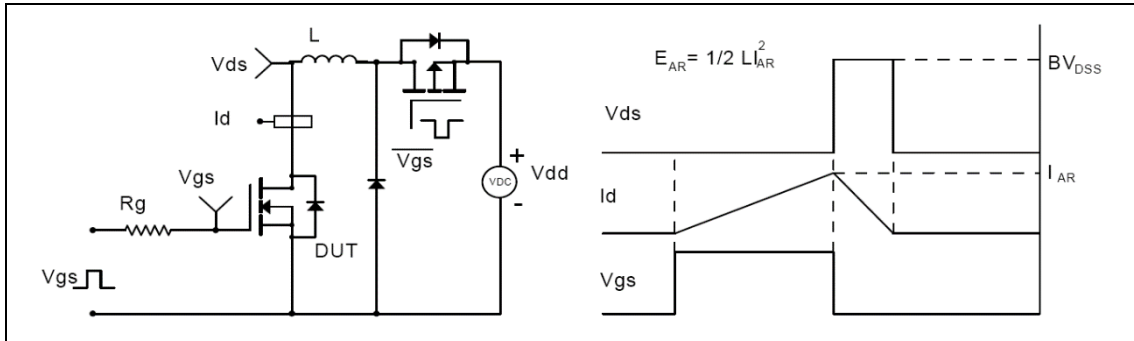 L
Vds
Id
Vgs
Vgs
Rg
DUT
Vgs
VDC
+
-
Vdd
E_AR= 1/2 LI_AR^2
BV_DSS
Vds
I_AR
Id
Vgs